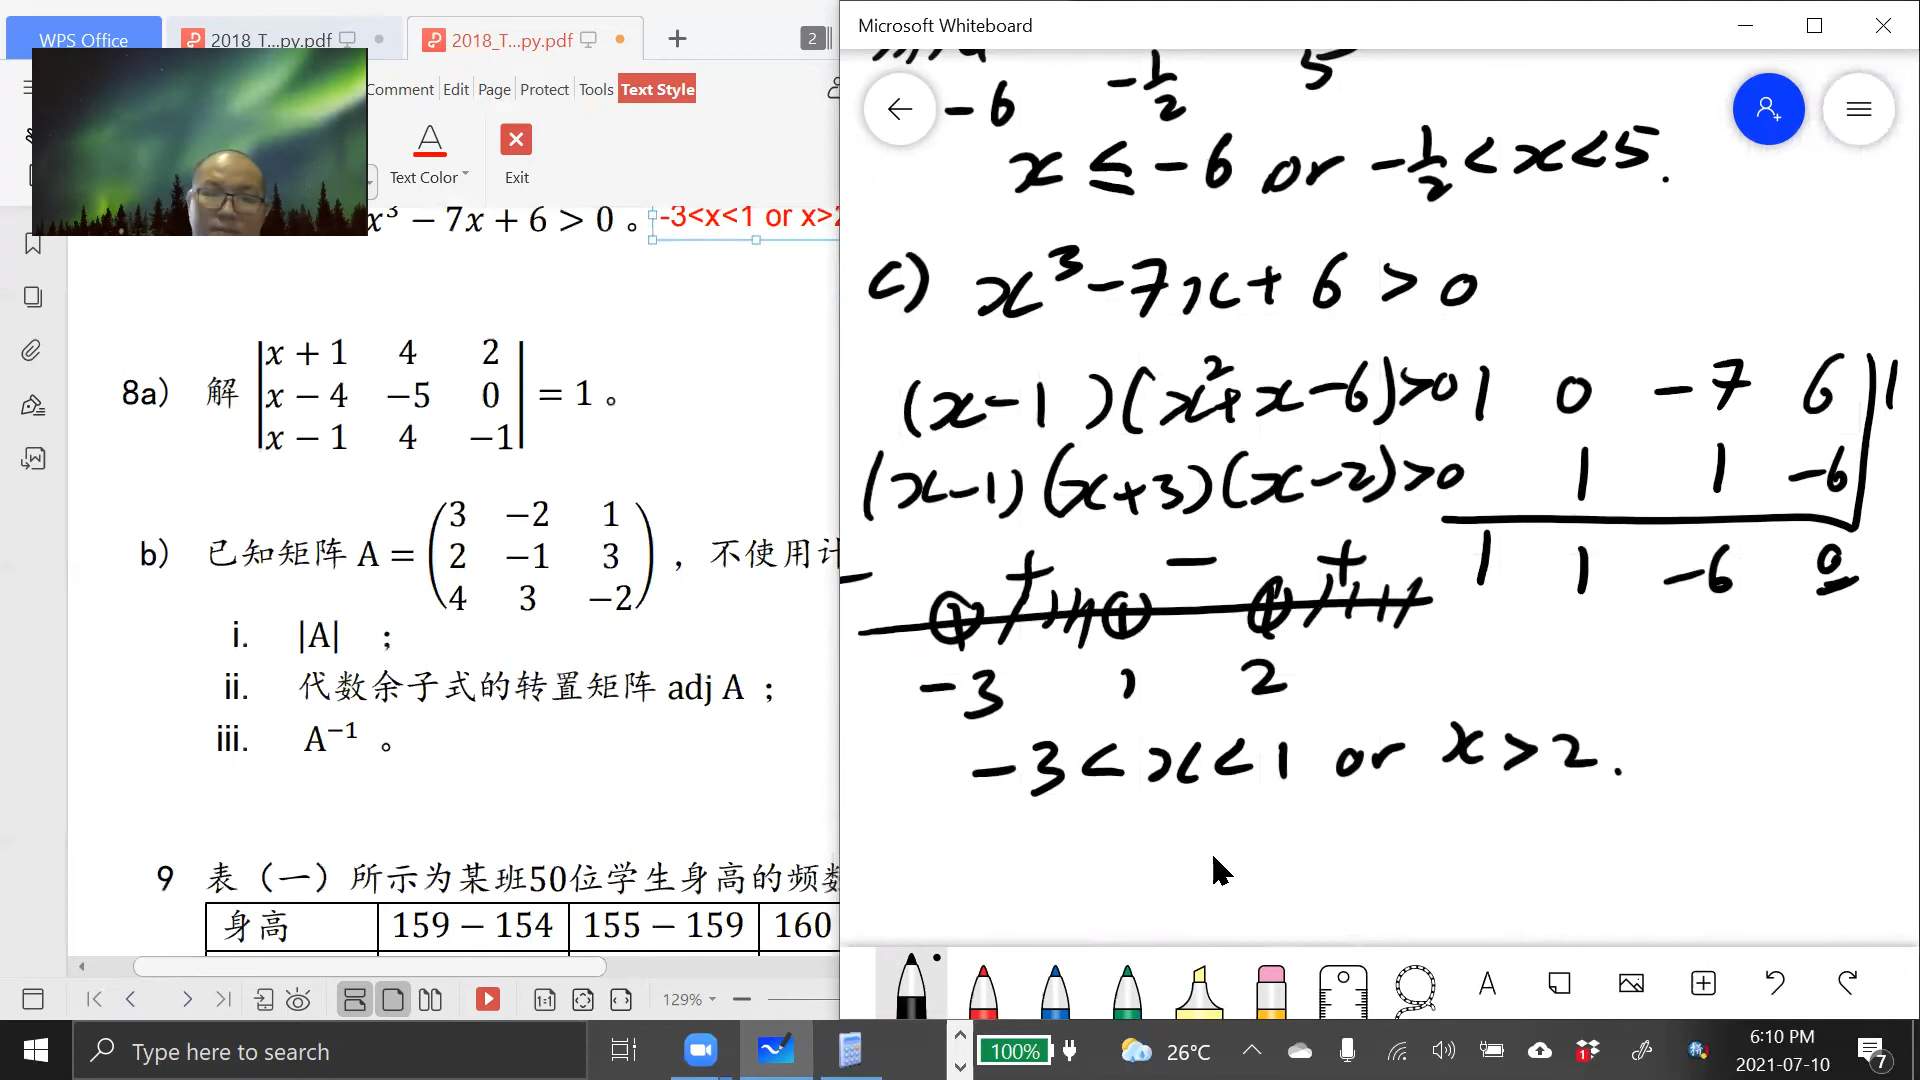 WPS Office
2018 T...py.pdf
2018_T...py.pdf
2
Comment Edit Page Protect Tools Text Style
Text Color
Exit
x³ − 7x + 6 > 0 。 -3<x<1 or x>2
8a) 解 |x + 1 4 2|
|x − 4 −5 0| = 1 。
|x − 1 4 −1|
b) 已知矩阵 A = (3 −2 1
2 −1 3
4 3 −2) ，不使用计
i. |A| ；
ii. 代数余子式的转置矩阵 adj A ；
iii. A⁻¹ 。
9 表（一）所示为某班50位学生身高的频数
身高 159 − 154 155 − 159 160
129%
Microsoft Whiteboard
-6 -1/2 5
x ≤ -6 or -1/2 < x < 5 .
c) x³ - 7x + 6 > 0
(x-1)(x²+x-6)>0
(x-1)(x+3)(x-2)>0
1 0 -7 6 | 1
1 1 -6
1 1 -6 0
- + - +
-3 1 2
-3 < x < 1 or x > 2 .
Type here to search
100%
26°C
6:10 PM
2021-07-10
1
7